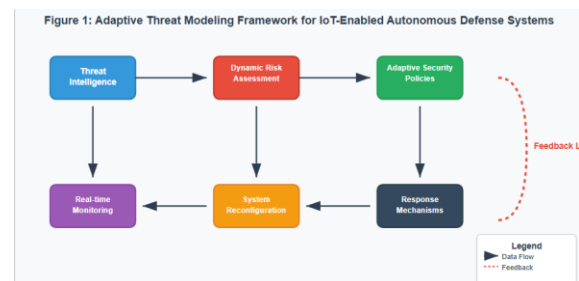 Figure 1: Adaptive Threat Modeling Framework for IoT-Enabled Autonomous Defense Systems
Threat
Intelligence
Dynamic Risk
Assessment
Adaptive Security
Policies
Feedback L
Real-time
Monitoring
System
Reconfiguration
Response
Mechanisms
Legend
Data Flow
Feedback